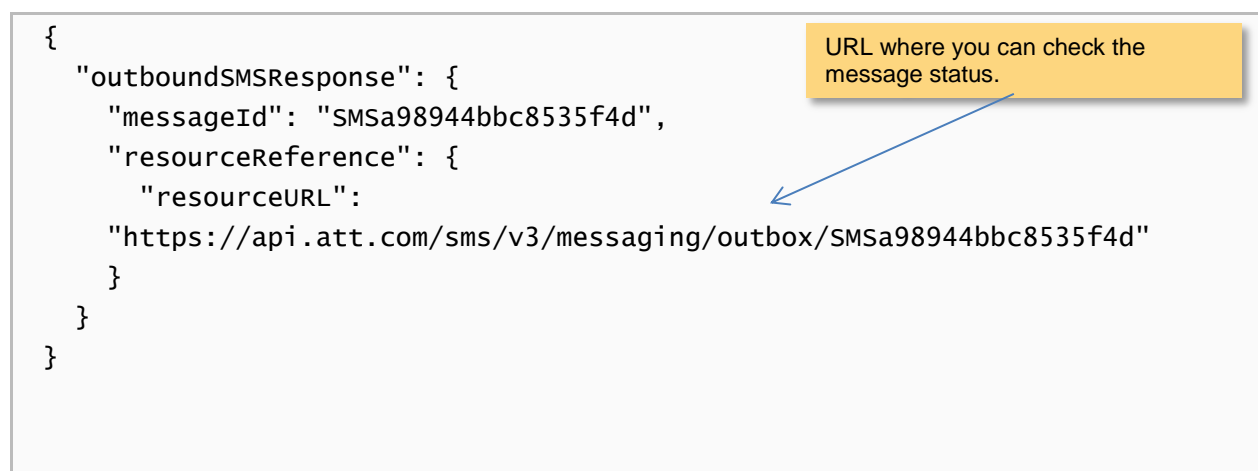 {
"outboundSMSResponse": {
"messageId": "SMSa98944bbc8535f4d",
"resourceReference": {
"resourceURL":
"https://api.att.com/sms/v3/messaging/outbox/SMSa98944bbc8535f4d"
}
}
}
URL where you can check the
message status.